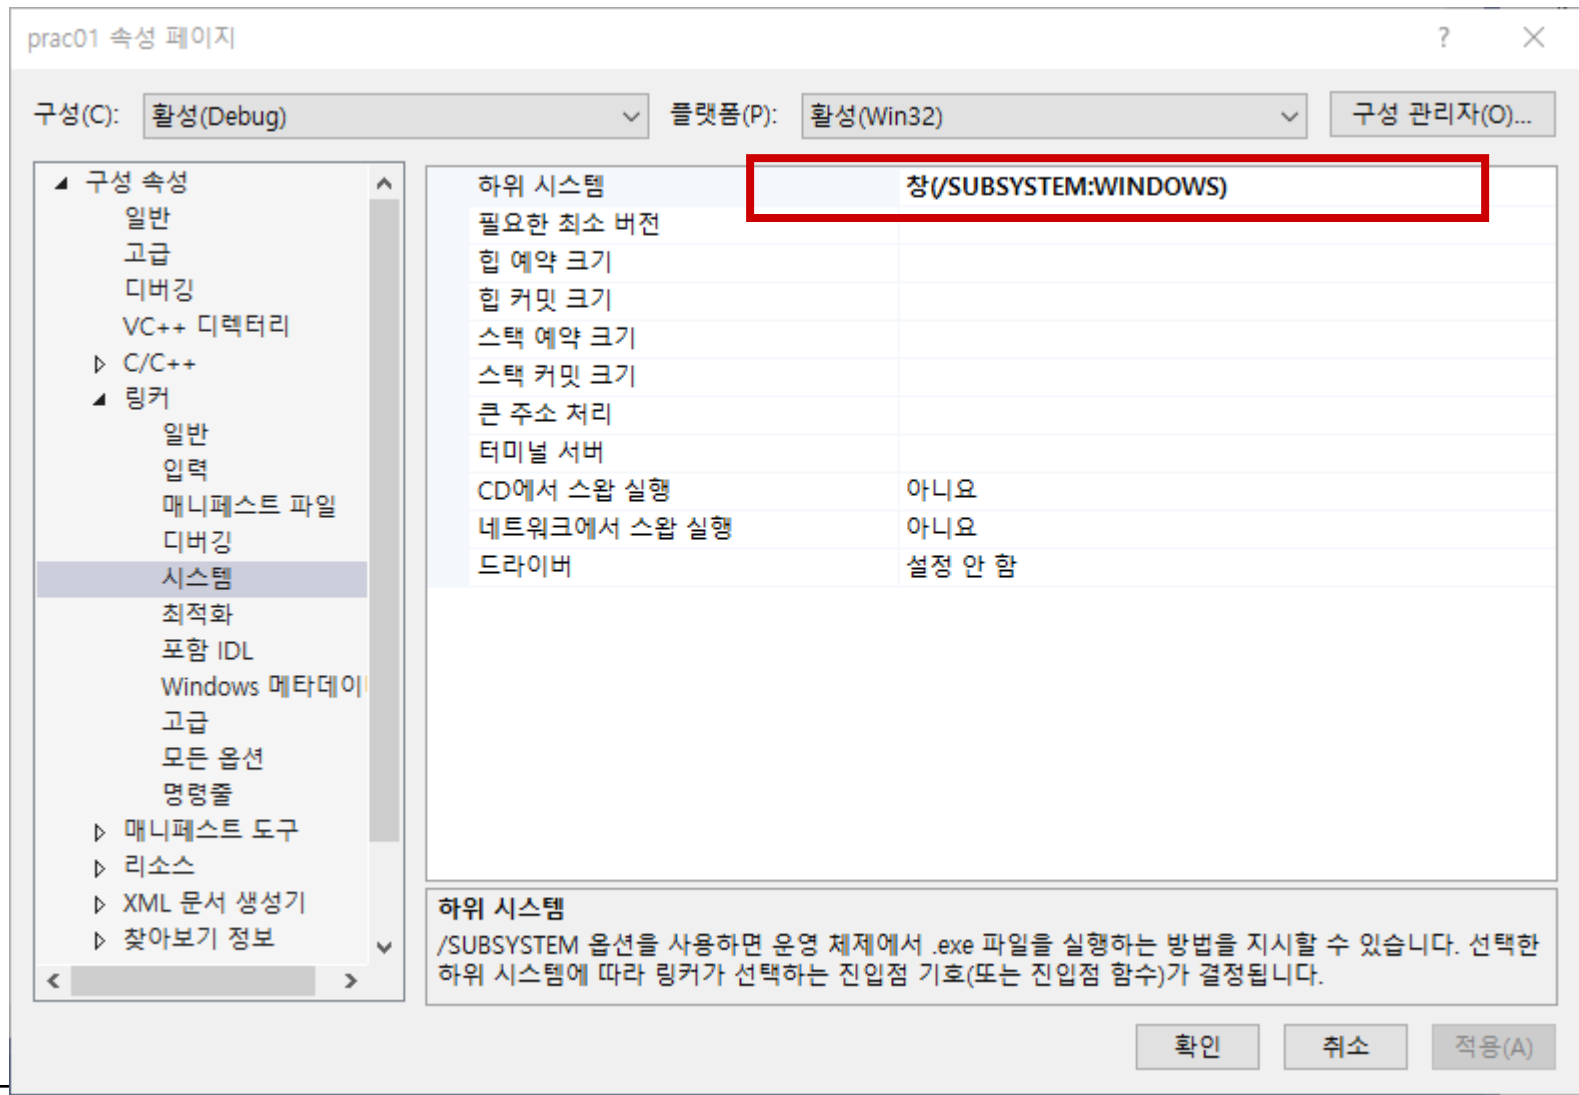 prac01 속성 페이지
구성(C): 활성(Debug) 플랫폼(P): 활성(Win32) 구성 관리자(O)...
구성 속성
일반
고급
디버깅
VC++ 디렉터리
C/C++
링커
일반
입력
매니페스트 파일
디버깅
시스템
최적화
포함 IDL
Windows 메타데이
고급
모든 옵션
명령줄
매니페스트 도구
리소스
XML 문서 생성기
찾아보기 정보
하위 시스템 창(/SUBSYSTEM:WINDOWS)
필요한 최소 버전
힙 예약 크기
힙 커밋 크기
스택 예약 크기
스택 커밋 크기
큰 주소 처리
터미널 서버
CD에서 스왑 실행 아니요
네트워크에서 스왑 실행 아니요
드라이버 설정 안 함
하위 시스템
/SUBSYSTEM 옵션을 사용하면 운영 체제에서 .exe 파일을 실행하는 방법을 지시할 수 있습니다. 선택한
하위 시스템에 따라 링커가 선택하는 진입점 기호(또는 진입점 함수)가 결정됩니다.
확인 취소 적용(A)